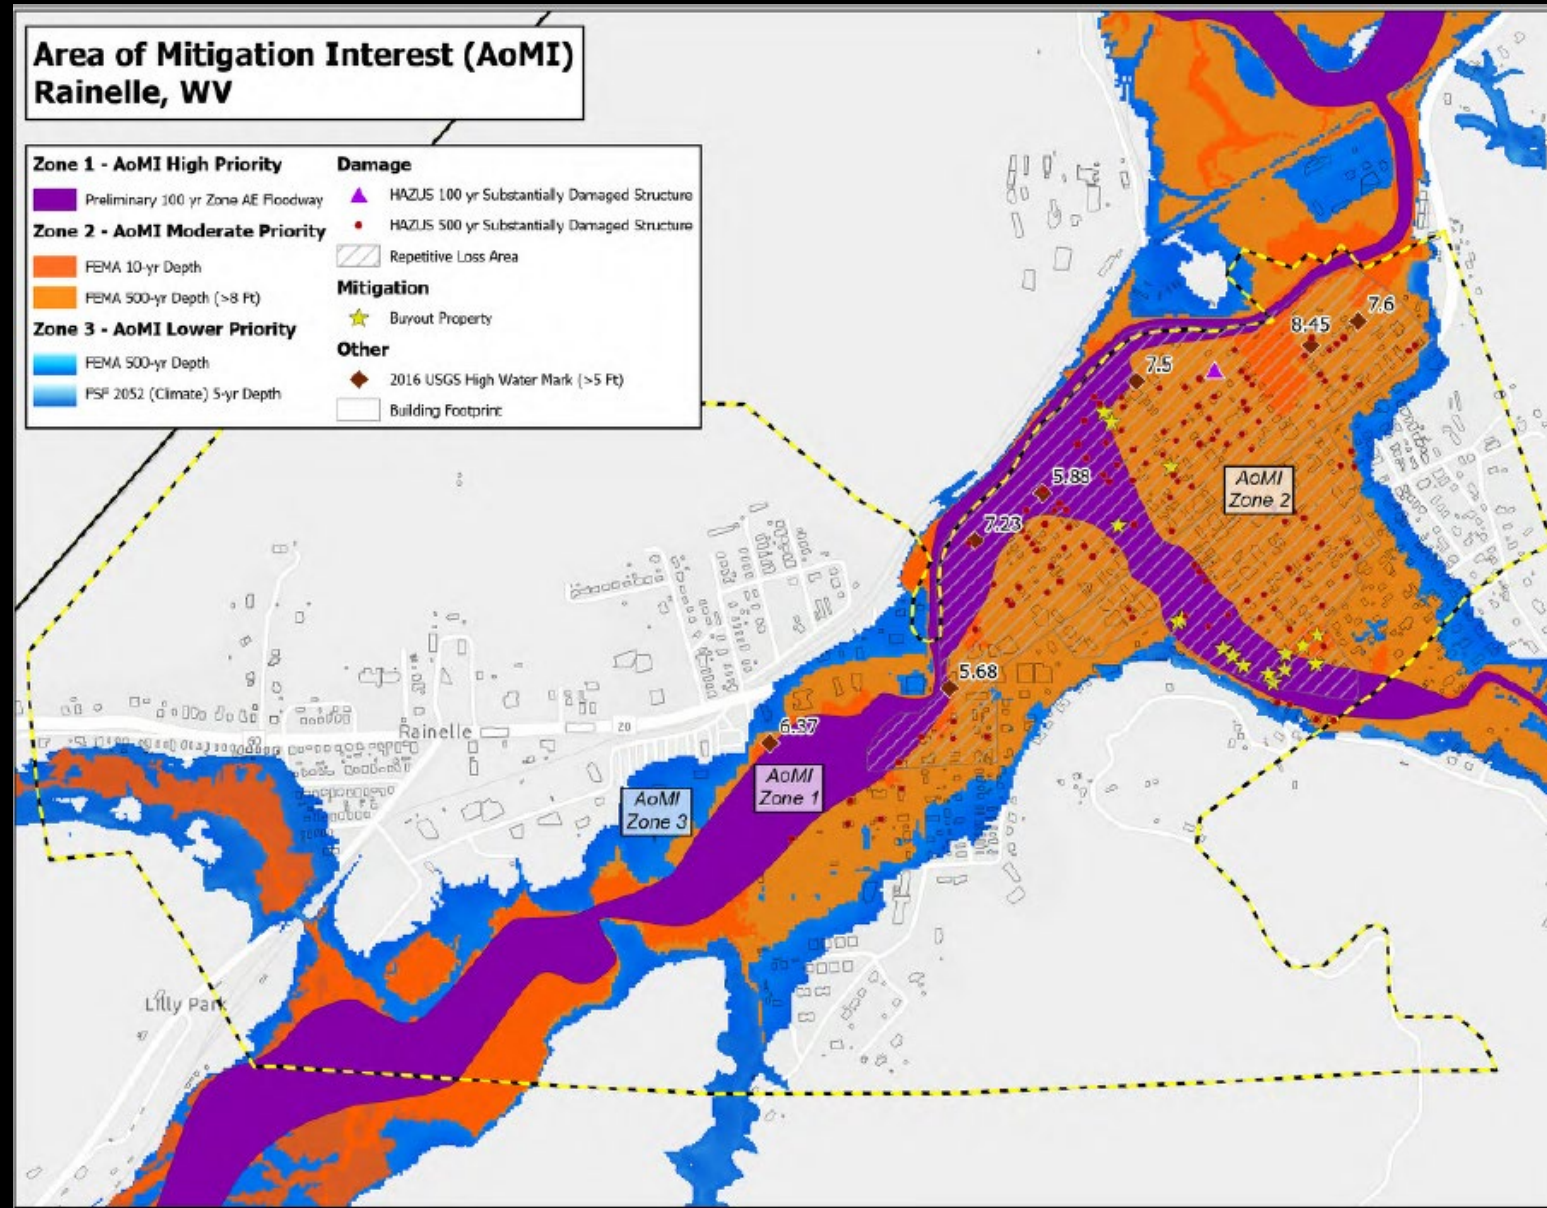 Area of Mitigation Interest (AoMI)
Rainelle, WV
Zone 1 - AoMI High Priority
Preliminary 100 yr Zone AE Floodway
Zone 2 - AoMI Moderate Priority
FEMA 10-yr Depth
FEMA 500-yr Depth (>8 Ft)
Zone 3 - AoMI Lower Priority
FEMA 500-yr Depth
FSF 2052 (Climate) 5-yr Depth
Damage
HAZUS 100 yr Substantially Damaged Structure
HAZUS 500 yr Substantially Damaged Structure
Repetitive Loss Area
Mitigation
Buyout Property
Other
2016 USGS High Water Mark (>5 Ft)
Building Footprint
7.6
8.45
7.5
5.88
AoMI
Zone 2
7.23
5.68
6.37
Rainelle
20
60
AoMI
Zone 1
AoMI
Zone 3
Lilly Park